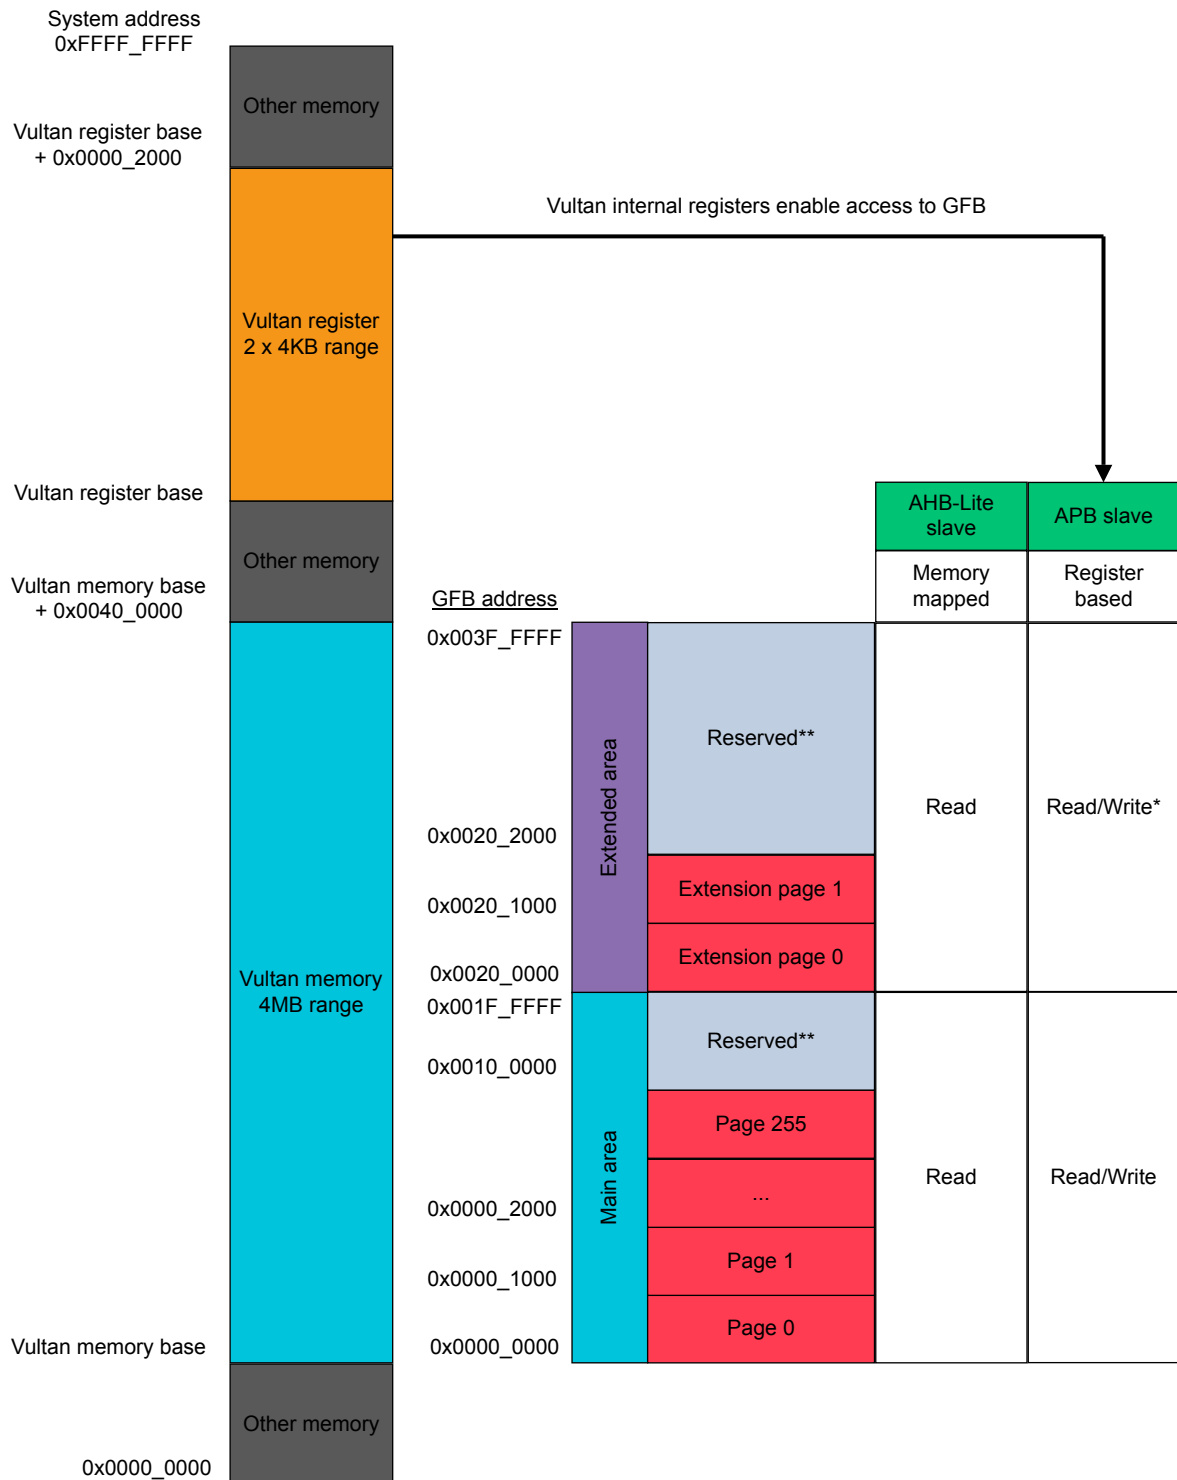 System address
0xFFFF_FFFF
Other memory
Vultan register base
+ 0x0000_2000
Vultan internal registers enable access to GFB
Vultan register
2 x 4KB range
Vultan register base
AHB-Lite
slave
APB slave
Other memory
Memory
mapped
Register
based
Vultan memory base
+ 0x0040_0000
GFB address
0x003F_FFFF
Reserved**
Extended area
Read
Read/Write*
0x0020_2000
Extension page 1
0x0020_1000
Extension page 0
0x0020_0000
Vultan memory
4MB range
0x001F_FFFF
Reserved**
0x0010_0000
Page 255
Main area
Read
Read/Write
...
0x0000_2000
Page 1
0x0000_1000
Page 0
Vultan memory base
0x0000_0000
Other memory
0x0000_0000